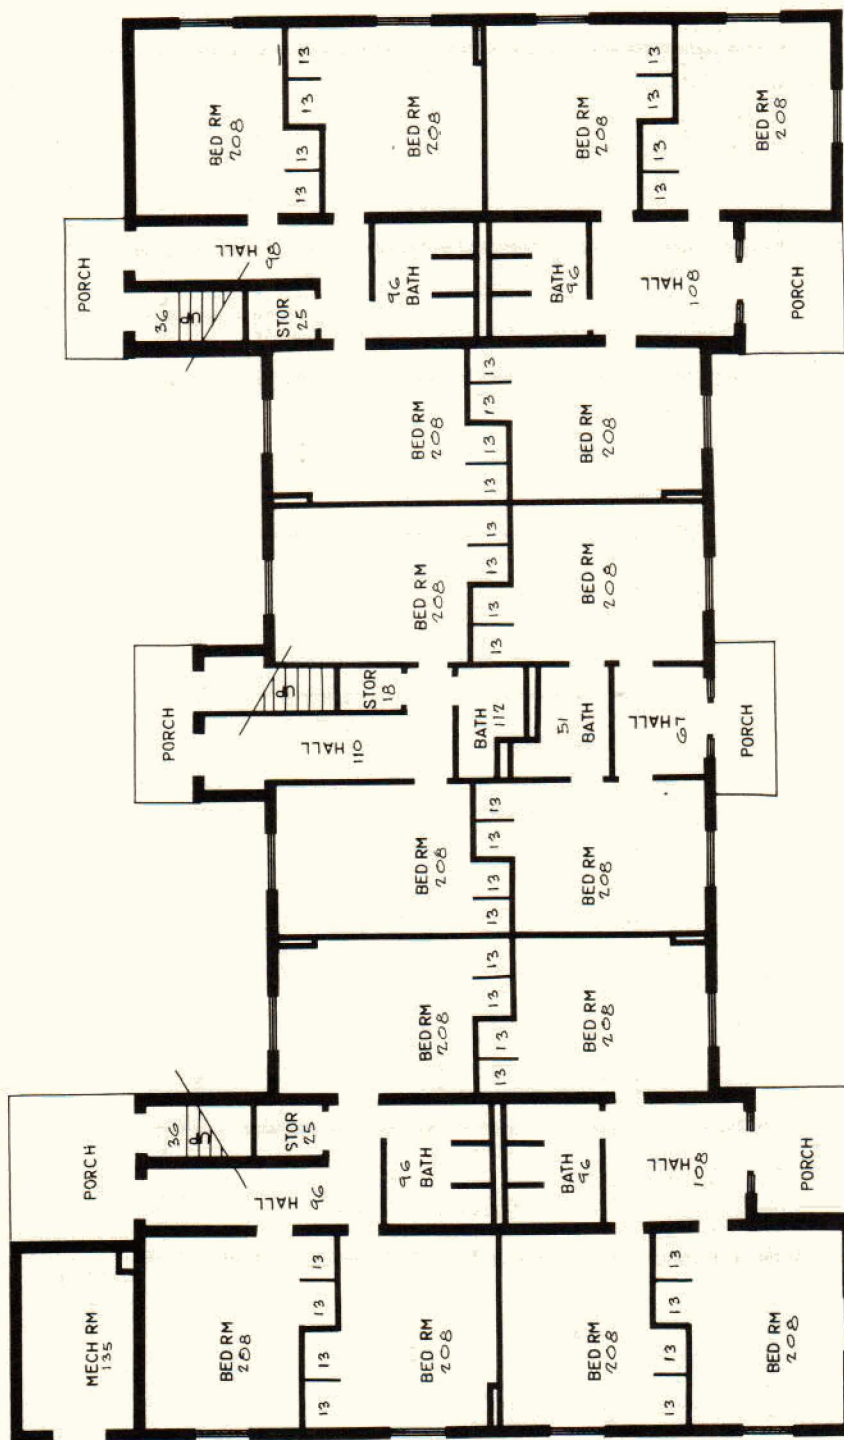 BED RM
208
13
13
13
13
BED RM
208
BED RM
208
13
13
13
13
BED RM
208
PORCH
HALL
98
36
UP
STOR
25
96
BATH
BATH
96
HALL
108
PORCH
BED RM
208
13
13
13
13
BED RM
208
BED RM
208
13
13
13
13
BED RM
208
PORCH
UP
STOR
18
HALL
110
BATH
112
51
BATH
HALL
67
PORCH
BED RM
208
13
13
13
13
BED RM
208
BED RM
208
13
13
13
13
BED RM
208
PORCH
36
UP
STOR
25
HALL
96
96
BATH
BATH
96
HALL
108
PORCH
MECH RM
135
BED RM
208
13
13
13
13
BED RM
208
BED RM
208
13
13
13
13
BED RM
208